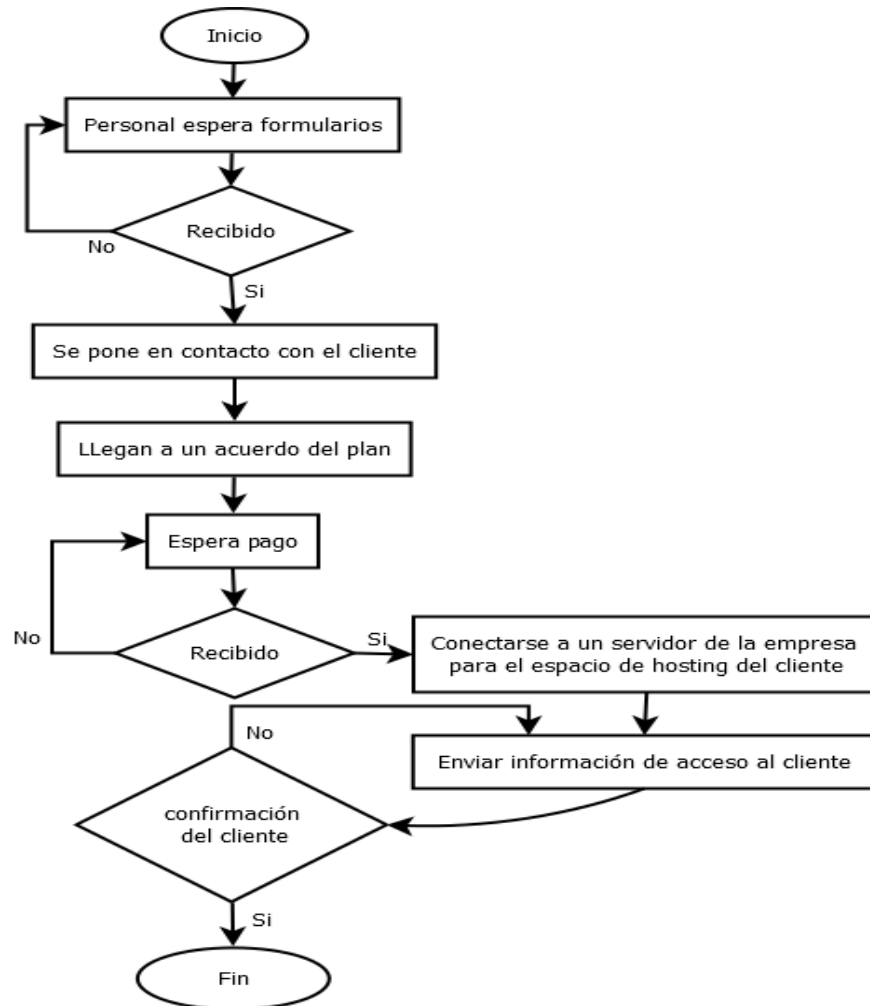 Inicio
Personal espera formularios
Recibido
No
Si
Se pone en contacto con el cliente
LLegan a un acuerdo del plan
Espera pago
No
Recibido
Si
Conectarse a un servidor de la empresa
para el espacio de hosting del cliente
No
Enviar información de acceso al cliente
confirmación
del cliente
Si
Fin